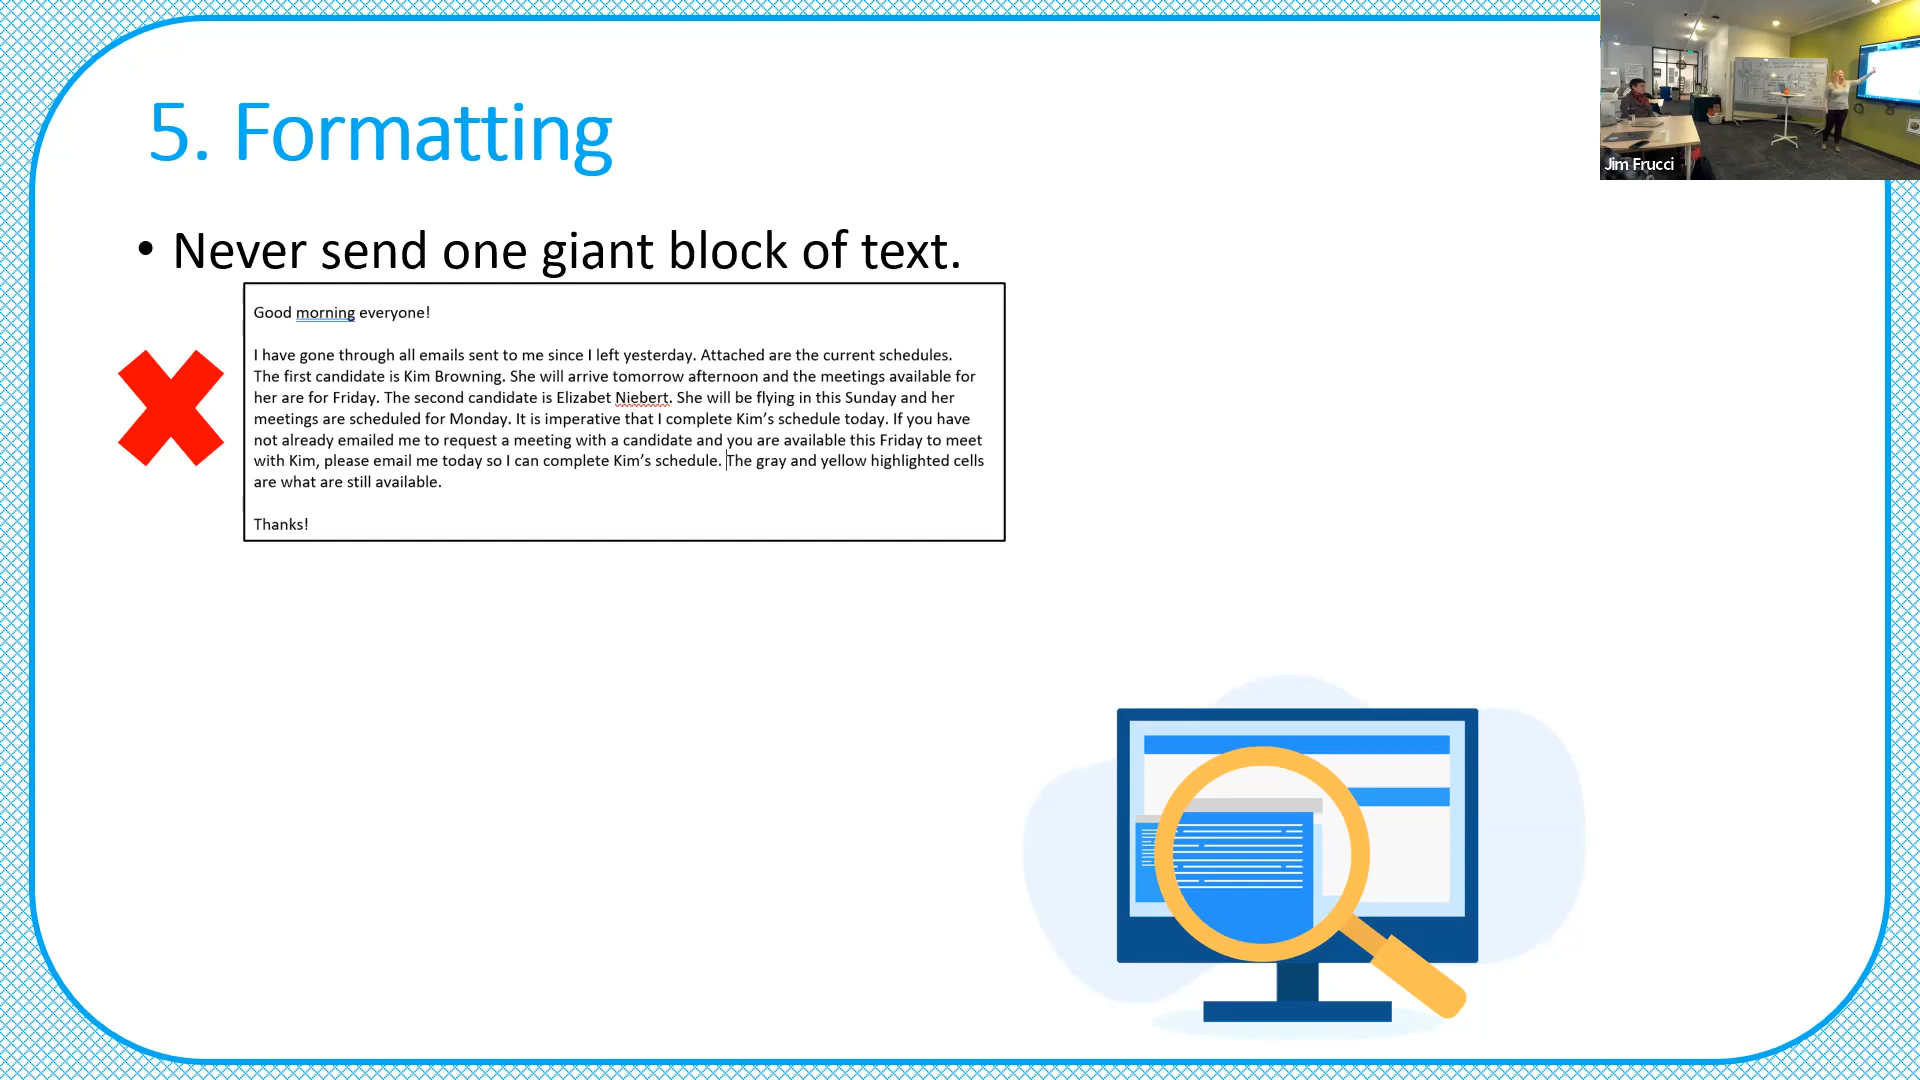 5. Formatting
• Never send one giant block of text.
Good morning everyone!
I have gone through all emails sent to me since I left yesterday. Attached are the current schedules.
The first candidate is Kim Browning. She will arrive tomorrow afternoon and the meetings available for
her are for Friday. The second candidate is Elizabet Niebert. She will be flying in this Sunday and her
meetings are scheduled for Monday. It is imperative that I complete Kim's schedule today. If you have
not already emailed me to request a meeting with a candidate and you are available this Friday to meet
with Kim, please email me today so I can complete Kim's schedule. The gray and yellow highlighted cells
are what are still available.
Thanks!
Jim Frucci